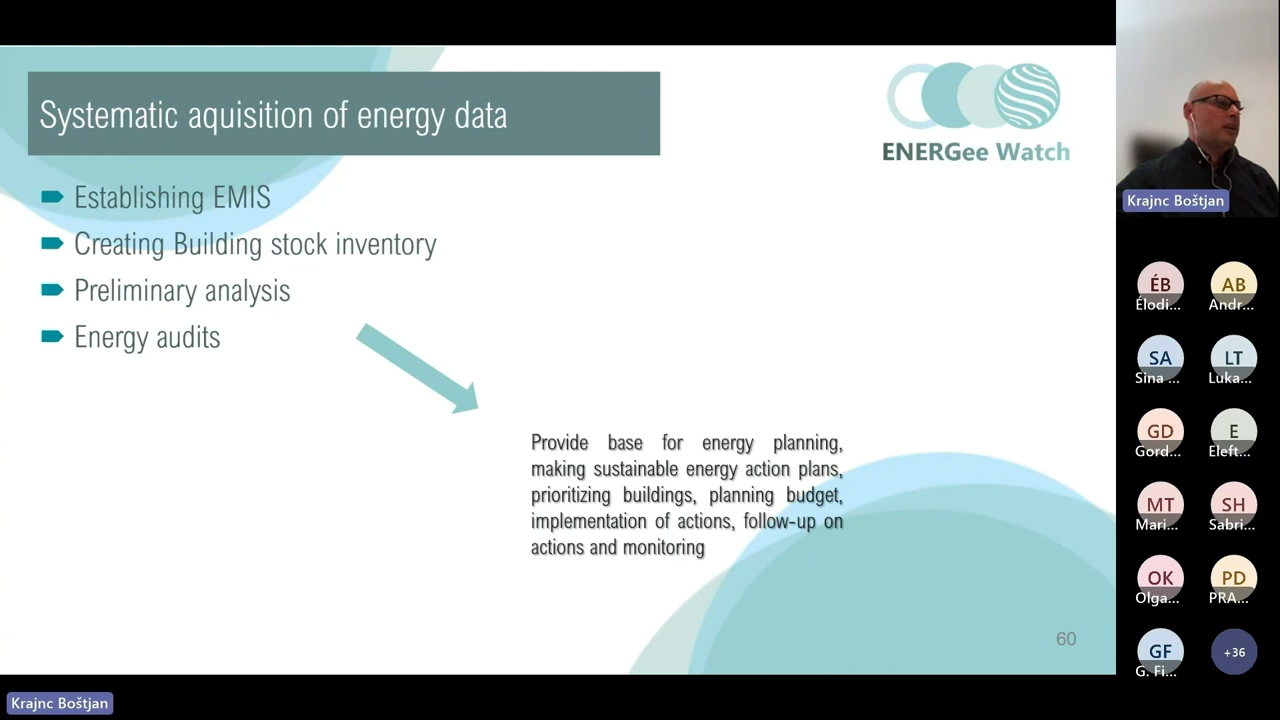 Systematic aquisition of energy data
ENERGee Watch
Establishing EMIS
Creating Building stock inventory
Preliminary analysis
Energy audits
Provide base for energy planning,
making sustainable energy action plans,
prioritizing buildings, planning budget,
implementation of actions, follow-up on
actions and monitoring
60
Krajnc Boštjan
Krajnc Boštjan
ÉB
Élodi...
AB
Andr...
SA
Sina ...
LT
Luka...
GD
Gord...
E
Eleft...
MT
Mari...
SH
Sabri...
OK
Olga...
PD
PRA...
GF
G. Fi...
+36